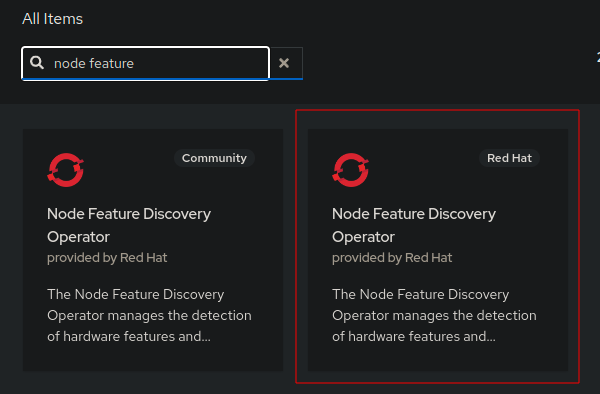 All Items
node feature
Community
Node Feature Discovery
Operator
provided by Red Hat
The Node Feature Discovery
Operator manages the detection
of hardware features and...
Red Hat
Node Feature Discovery
Operator
provided by Red Hat
The Node Feature Discovery
Operator manages the detection
of hardware features and...